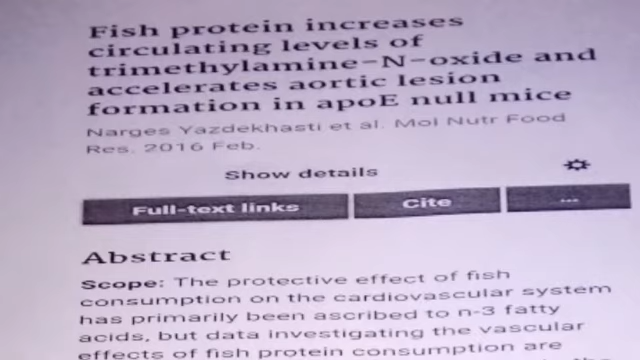 Fish protein increases
circulating levels of
trimethylamine-N-oxide and
accelerates aortic lesion
formation in apoE null mice
Narges Yazdekhasti et al. Mol Nutr Food
Res. 2016 Feb.
Show details
Full-text links
Cite
...
Abstract
Scope: The protective effect of fish
consumption on the cardiovascular system
has primarily been ascribed to n-3 fatty
acids, but data investigating the vascular
effects of fish protein consumption are
the